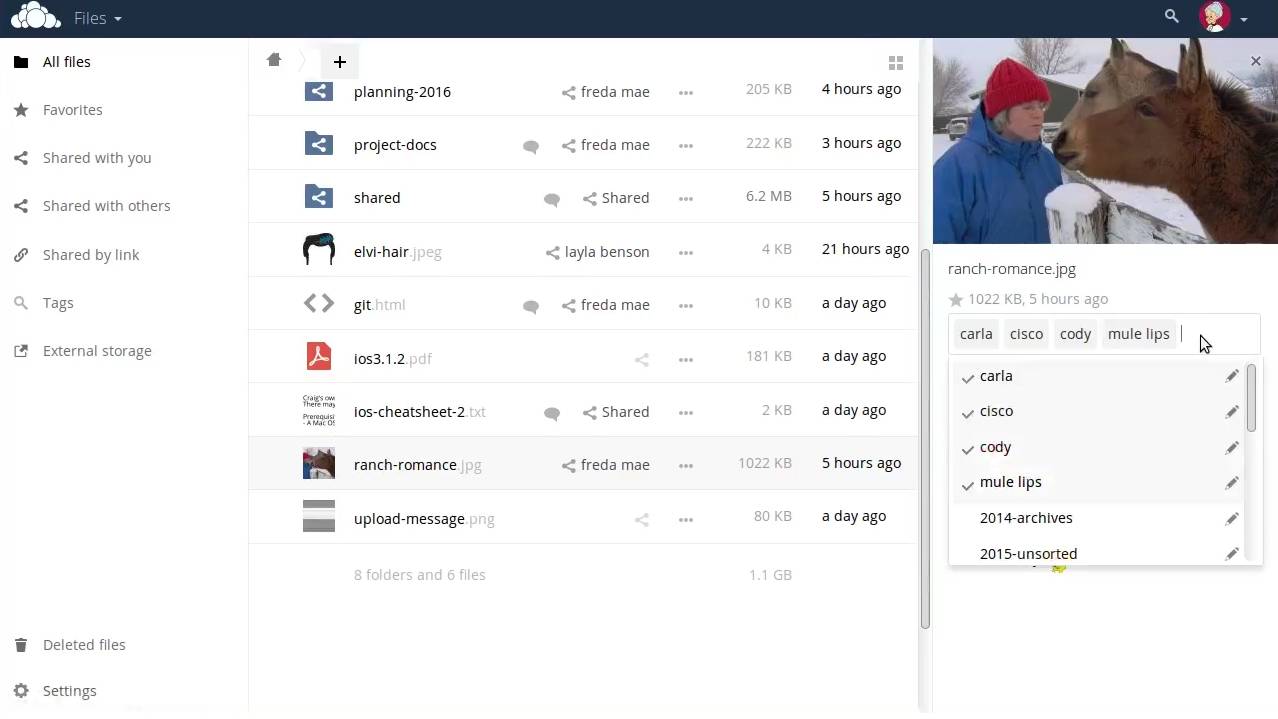 Files
All files
Favorites
Shared with you
Shared with others
Shared by link
Tags
External storage
Deleted files
Settings
+
planning-2016 freda mae ••• 205 KB 4 hours ago
project-docs freda mae ••• 222 KB 3 hours ago
shared Shared ••• 6.2 MB 5 hours ago
elvi-hair.jpeg layla benson ••• 4 KB 21 hours ago
git.html freda mae ••• 10 KB a day ago
ios3.1.2.pdf ••• 181 KB a day ago
ios-cheatsheet-2.txt Shared ••• 2 KB a day ago
ranch-romance.jpg freda mae ••• 1022 KB 5 hours ago
upload-message.png ••• 80 KB a day ago
8 folders and 6 files 1.1 GB
ranch-romance.jpg
1022 KB, 5 hours ago
carla cisco cody mule lips
carla
cisco
cody
mule lips
2014-archives
2015-unsorted